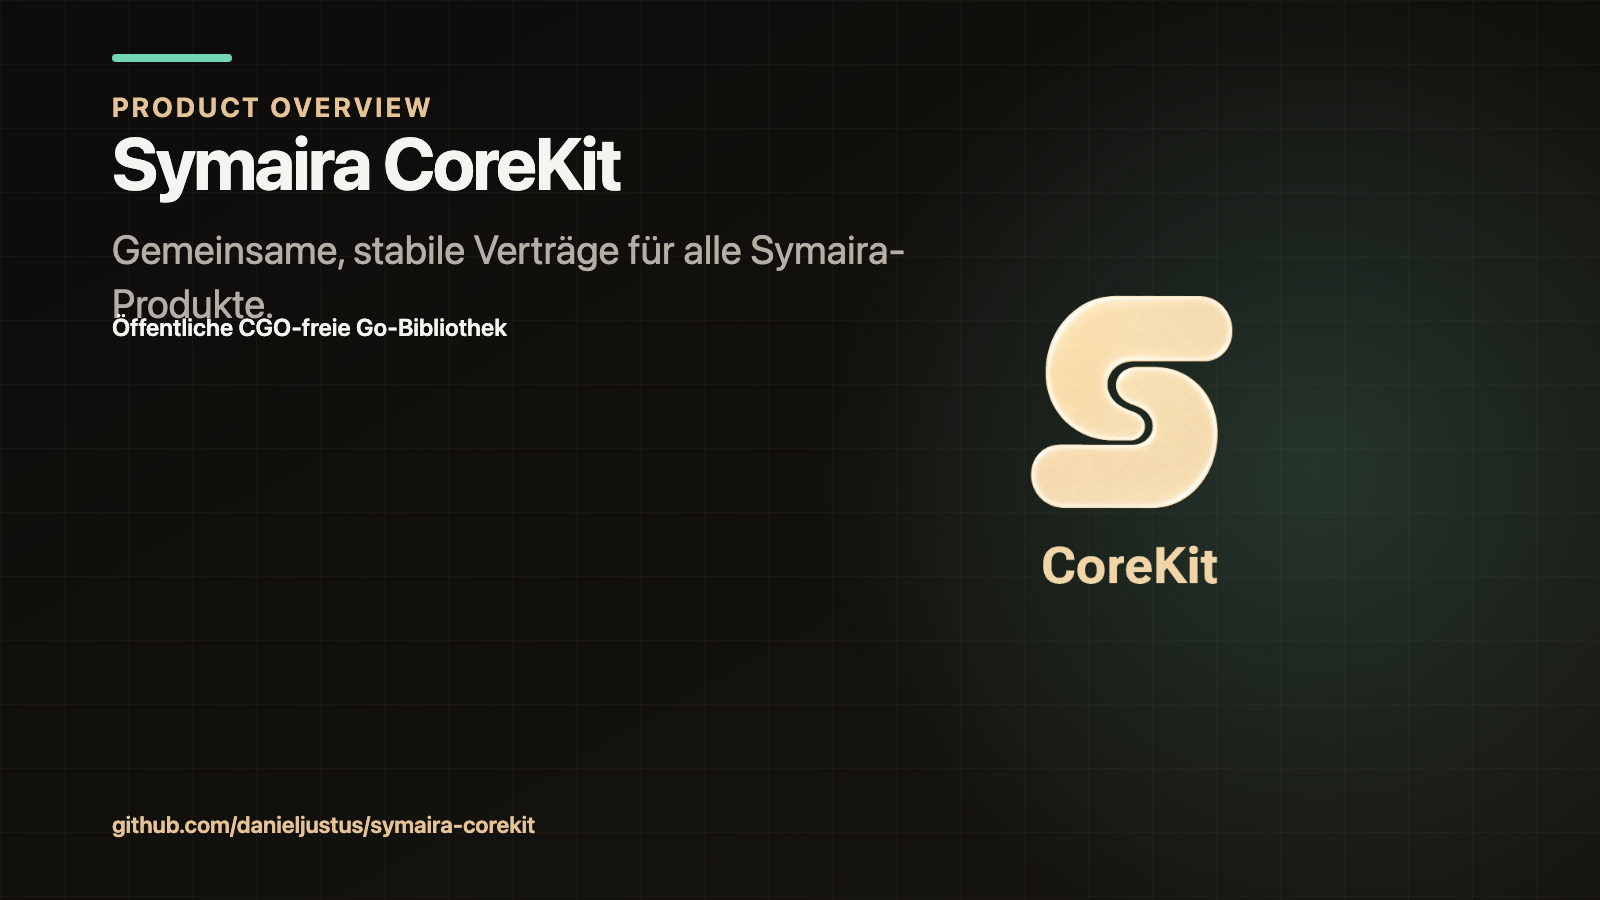 PRODUCT OVERVIEW
Symaira CoreKit
Gemeinsame, stabile Verträge für alle Symaira-
Produkte.
Öffentliche CGO-freie Go-Bibliothek
CoreKit
github.com/danieljustus/symaira-corekit